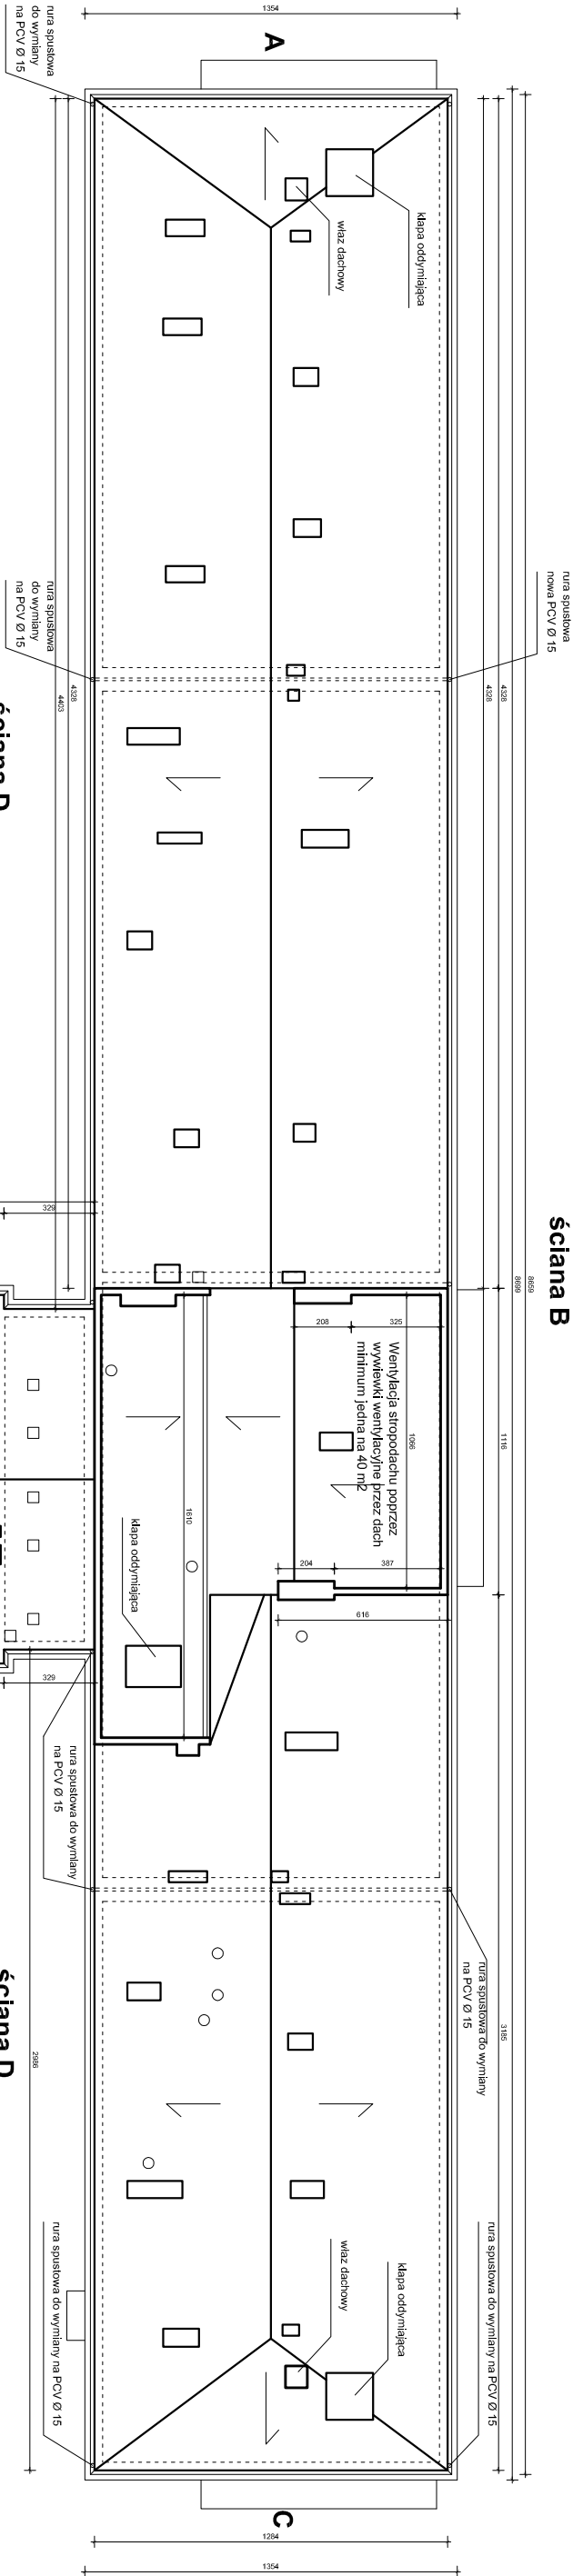 1354
A
rura spustowa
do wymiany
na PCV Ø 15
klapa oddymiająca
właz dachowy
rura spustowa
nowa PCV Ø 15
rura spustowa
do wymiany
na PCV Ø 15
4328
4328
4328
4403
ściana D
ściana B
8659
8699
329
208
325
Wentylacja stropodachu poprzez
wywiewki wentylacyjne przez dach
minimum jedna na 40 m2
1066
1116
1610
klapa oddymiająca
204
387
616
329
rura spustowa do wymiany
na PCV Ø 15
rura spustowa do wymiany
na PCV Ø 15
3185
ściana D
2986
rura spustowa do wymiany na PCV Ø 15
właz dachowy
klapa oddymiająca
rura spustowa do wymiany na PCV Ø 15
C
1284
1354